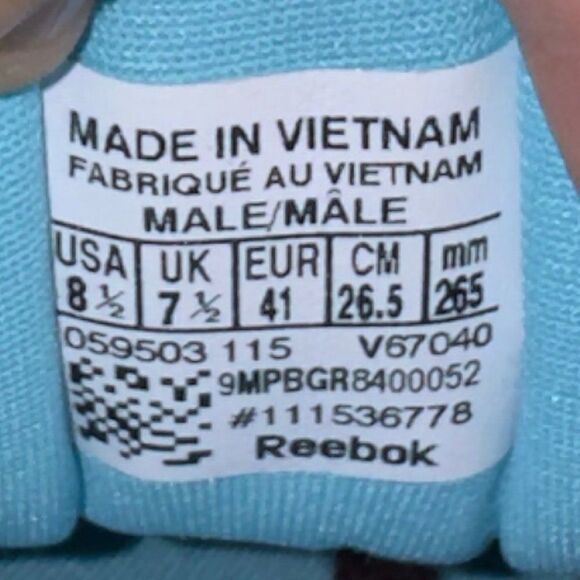 MADE IN VIETNAM
FABRIQUÉ AU VIETNAM
MALE/MÂLE
USA UK EUR CM mm
8 ½ 7 ½ 41 26.5 265
059503 115 V67040
9MPBGR8400052
#111536778
Reebok